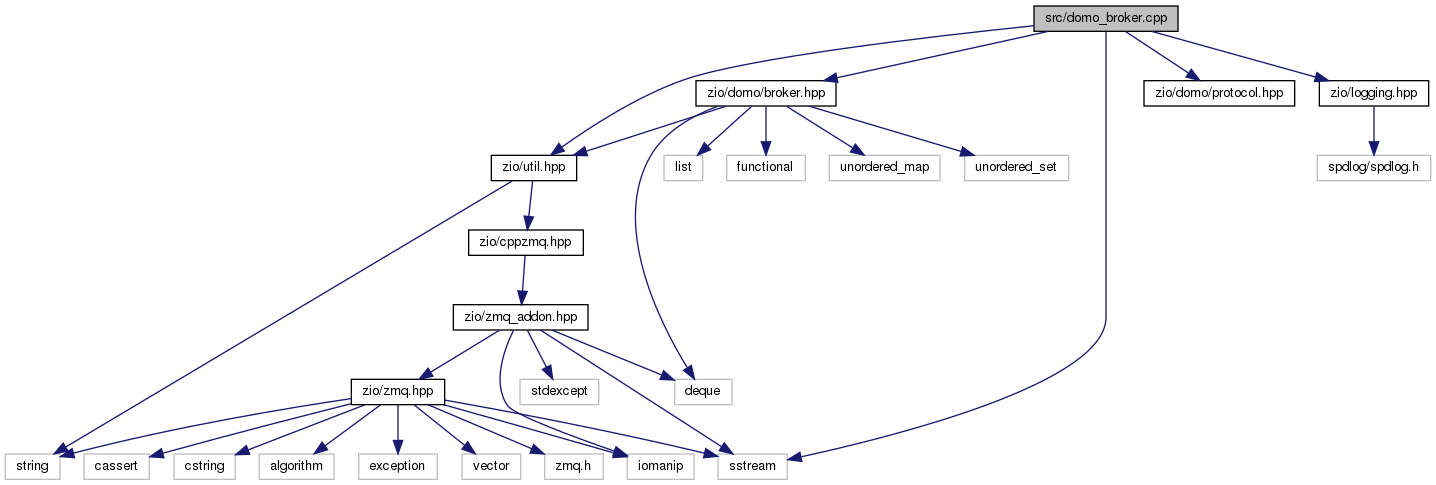 src/domo_broker.cpp
zio/domo/broker.hpp
zio/domo/protocol.hpp
zio/logging.hpp
zio/util.hpp
list
functional
unordered_map
unordered_set
spdlog/spdlog.h
zio/cppzmq.hpp
zio/zmq_addon.hpp
zio/zmq.hpp
stdexcept
deque
string
cassert
cstring
algorithm
exception
vector
zmq.h
iomanip
sstream